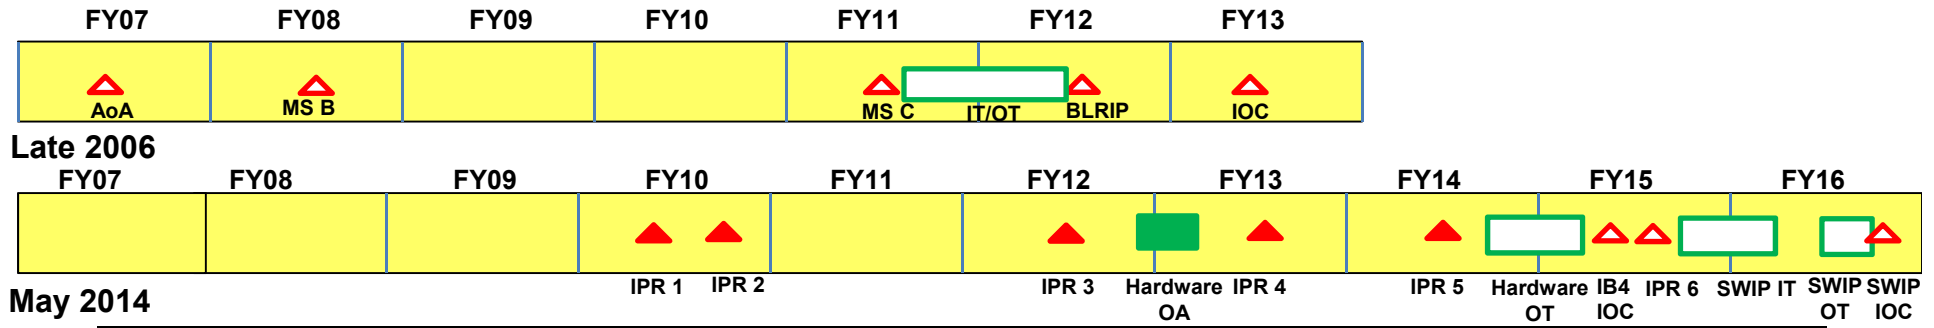 FY07 FY08 FY09 FY10 FY11 FY12 FY13
AoA MS B MS C IT/OT BLRIP IOC
Late 2006
FY07 FY08 FY09 FY10 FY11 FY12 FY13 FY14 FY15 FY16
IPR 1 IPR 2 IPR 3 Hardware IPR 4 IPR 5 Hardware IB4 IPR 6 SWIP IT SWIP SWIP
OA OT IOC OT IOC
May 2014